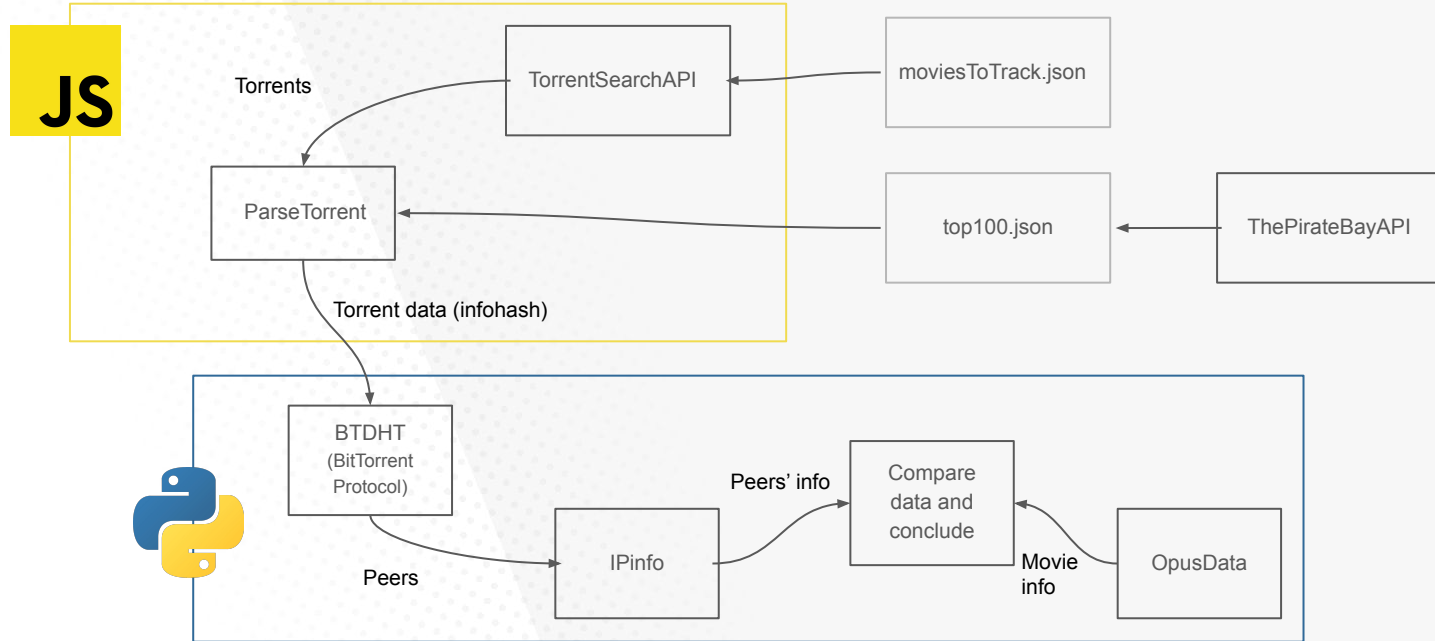 JS
Torrents
TorrentSearchAPI
moviesToTrack.json
ParseTorrent
top100.json
ThePirateBayAPI
Torrent data (infohash)
BTDHT
(BitTorrent
Protocol)
Peers
IPinfo
Peers’ info
Compare
data and
conclude
Movie
info
OpusData